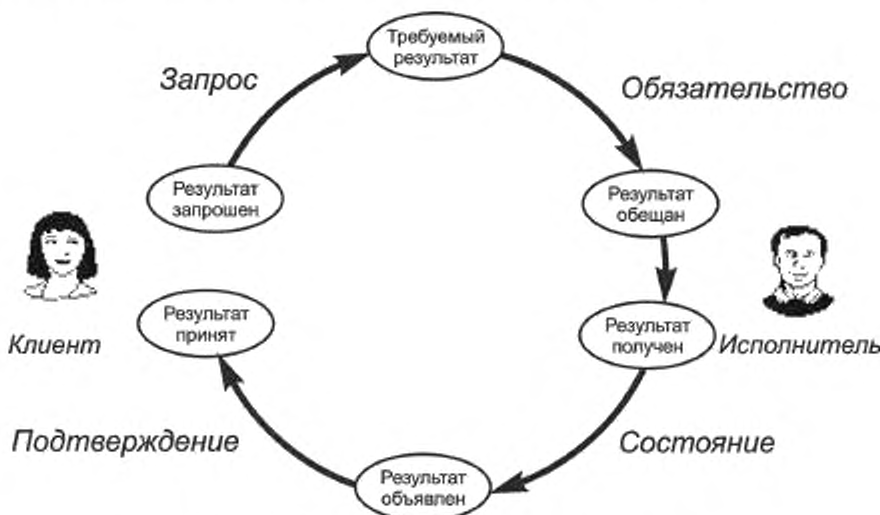 Требуемый
результат
Запрос
Обязательство
Результат
запрошен
Результат
обещан
Результат
принят
Результат
получен
Клиент
Исполнитель
Подтверждение
Состояние
Результат
объявлен